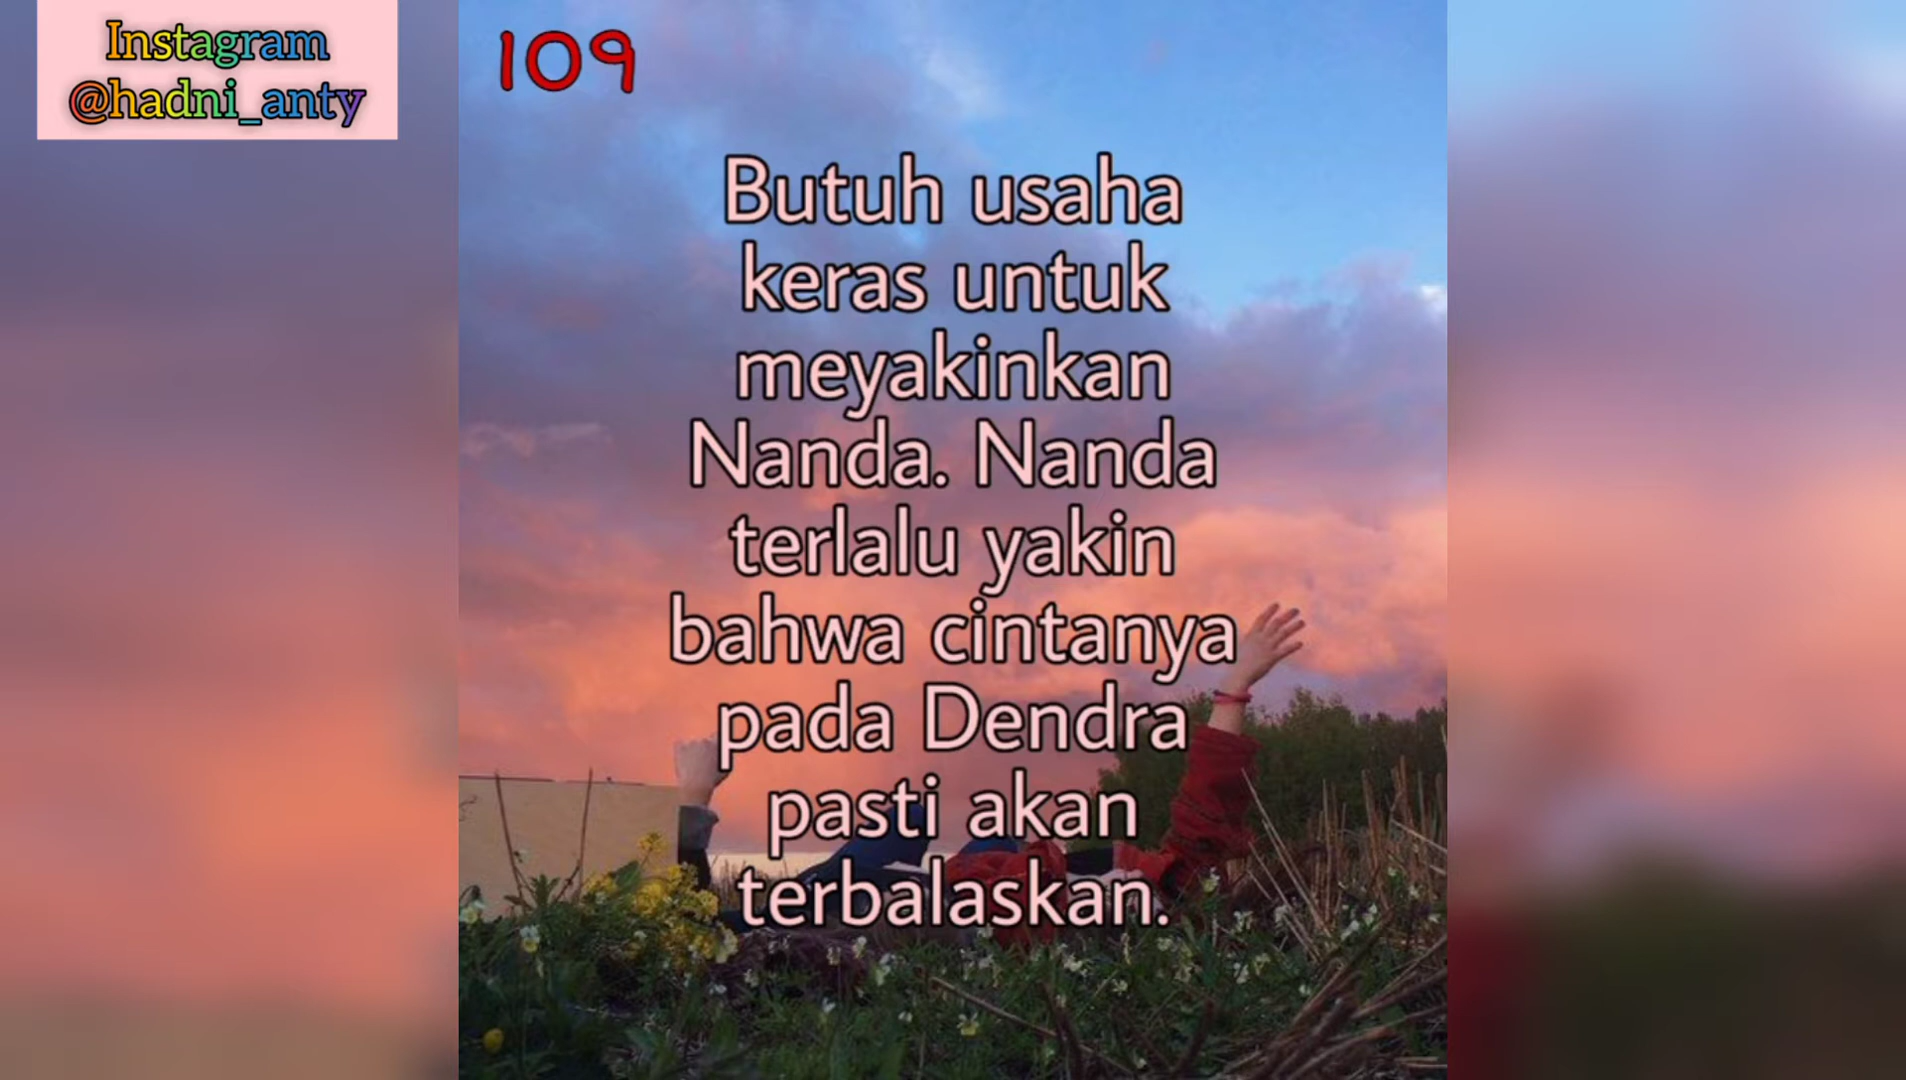 Instagram
@hadni_anty
109
Butuh usaha
keras untuk
meyakinkan
Nanda. Nanda
terlalu yakin
bahwa cintanya
pada Dendra
pasti akan
terbalaskan.